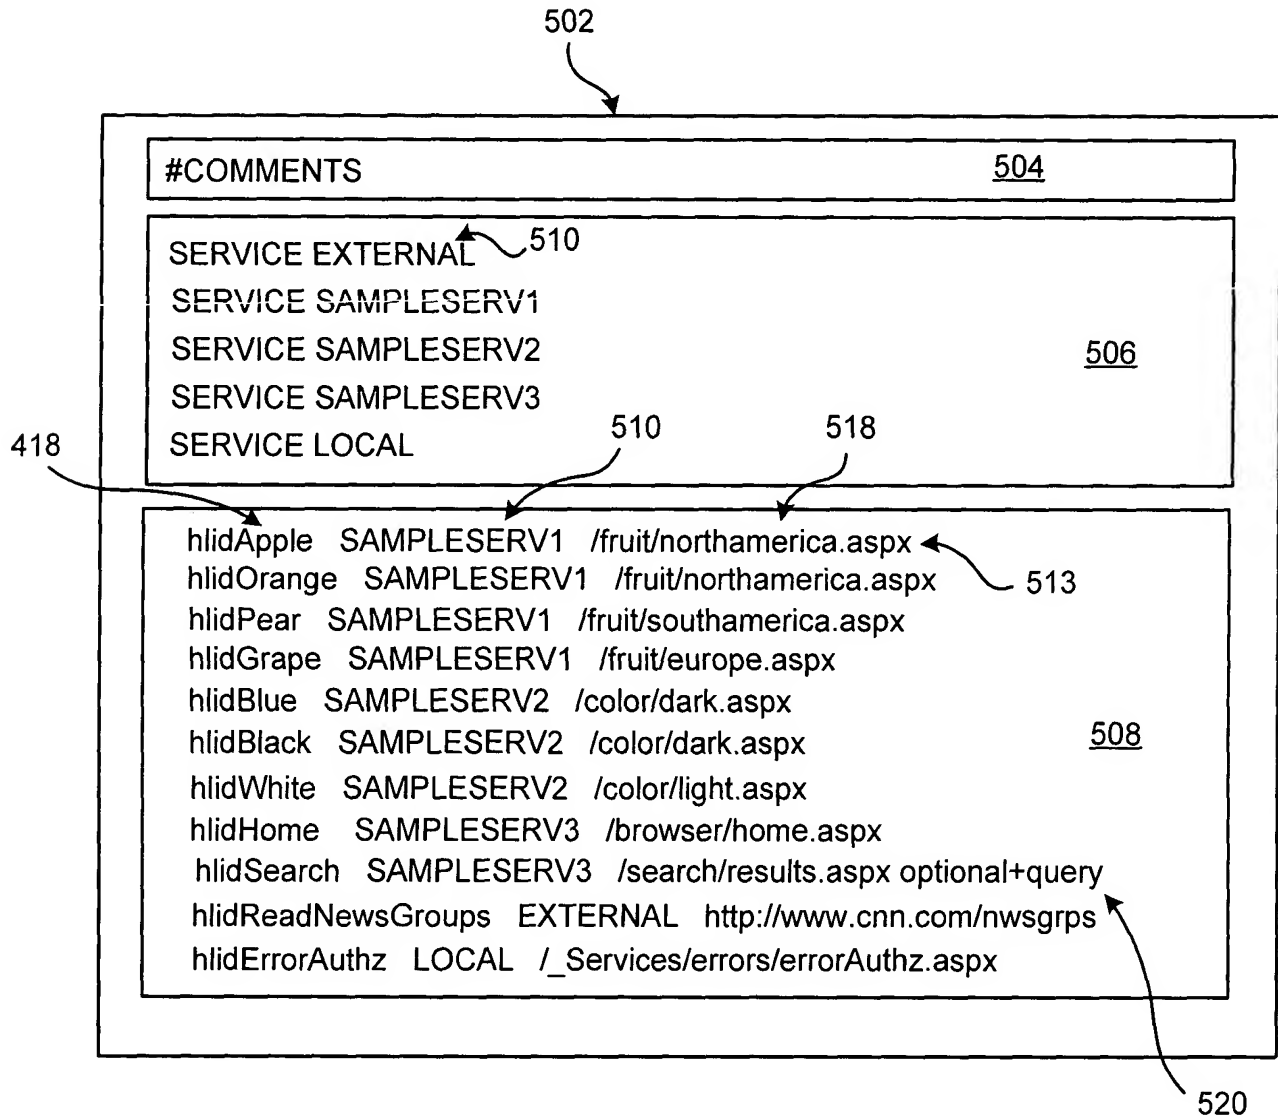 502
#COMMENTS 504
SERVICE EXTERNAL 510
SERVICE SAMPLESERV1
SERVICE SAMPLESERV2 506
SERVICE SAMPLESERV3
418 SERVICE LOCAL 510 518
hlidApple SAMPLESERV1 /fruit/northamerica.aspx
hlidOrange SAMPLESERV1 /fruit/northamerica.aspx 513
hlidPear SAMPLESERV1 /fruit/southamerica.aspx
hlidGrape SAMPLESERV1 /fruit/europe.aspx
hlidBlue SAMPLESERV2 /color/dark.aspx
hlidBlack SAMPLESERV2 /color/dark.aspx 508
hlidWhite SAMPLESERV2 /color/light.aspx
hlidHome SAMPLESERV3 /browser/home.aspx
hlidSearch SAMPLESERV3 /search/results.aspx optional+query
hlidReadNewsGroups EXTERNAL http://www.cnn.com/nwsgrps
hlidErrorAuthz LOCAL /_Services/errors/errorAuthz.aspx
520